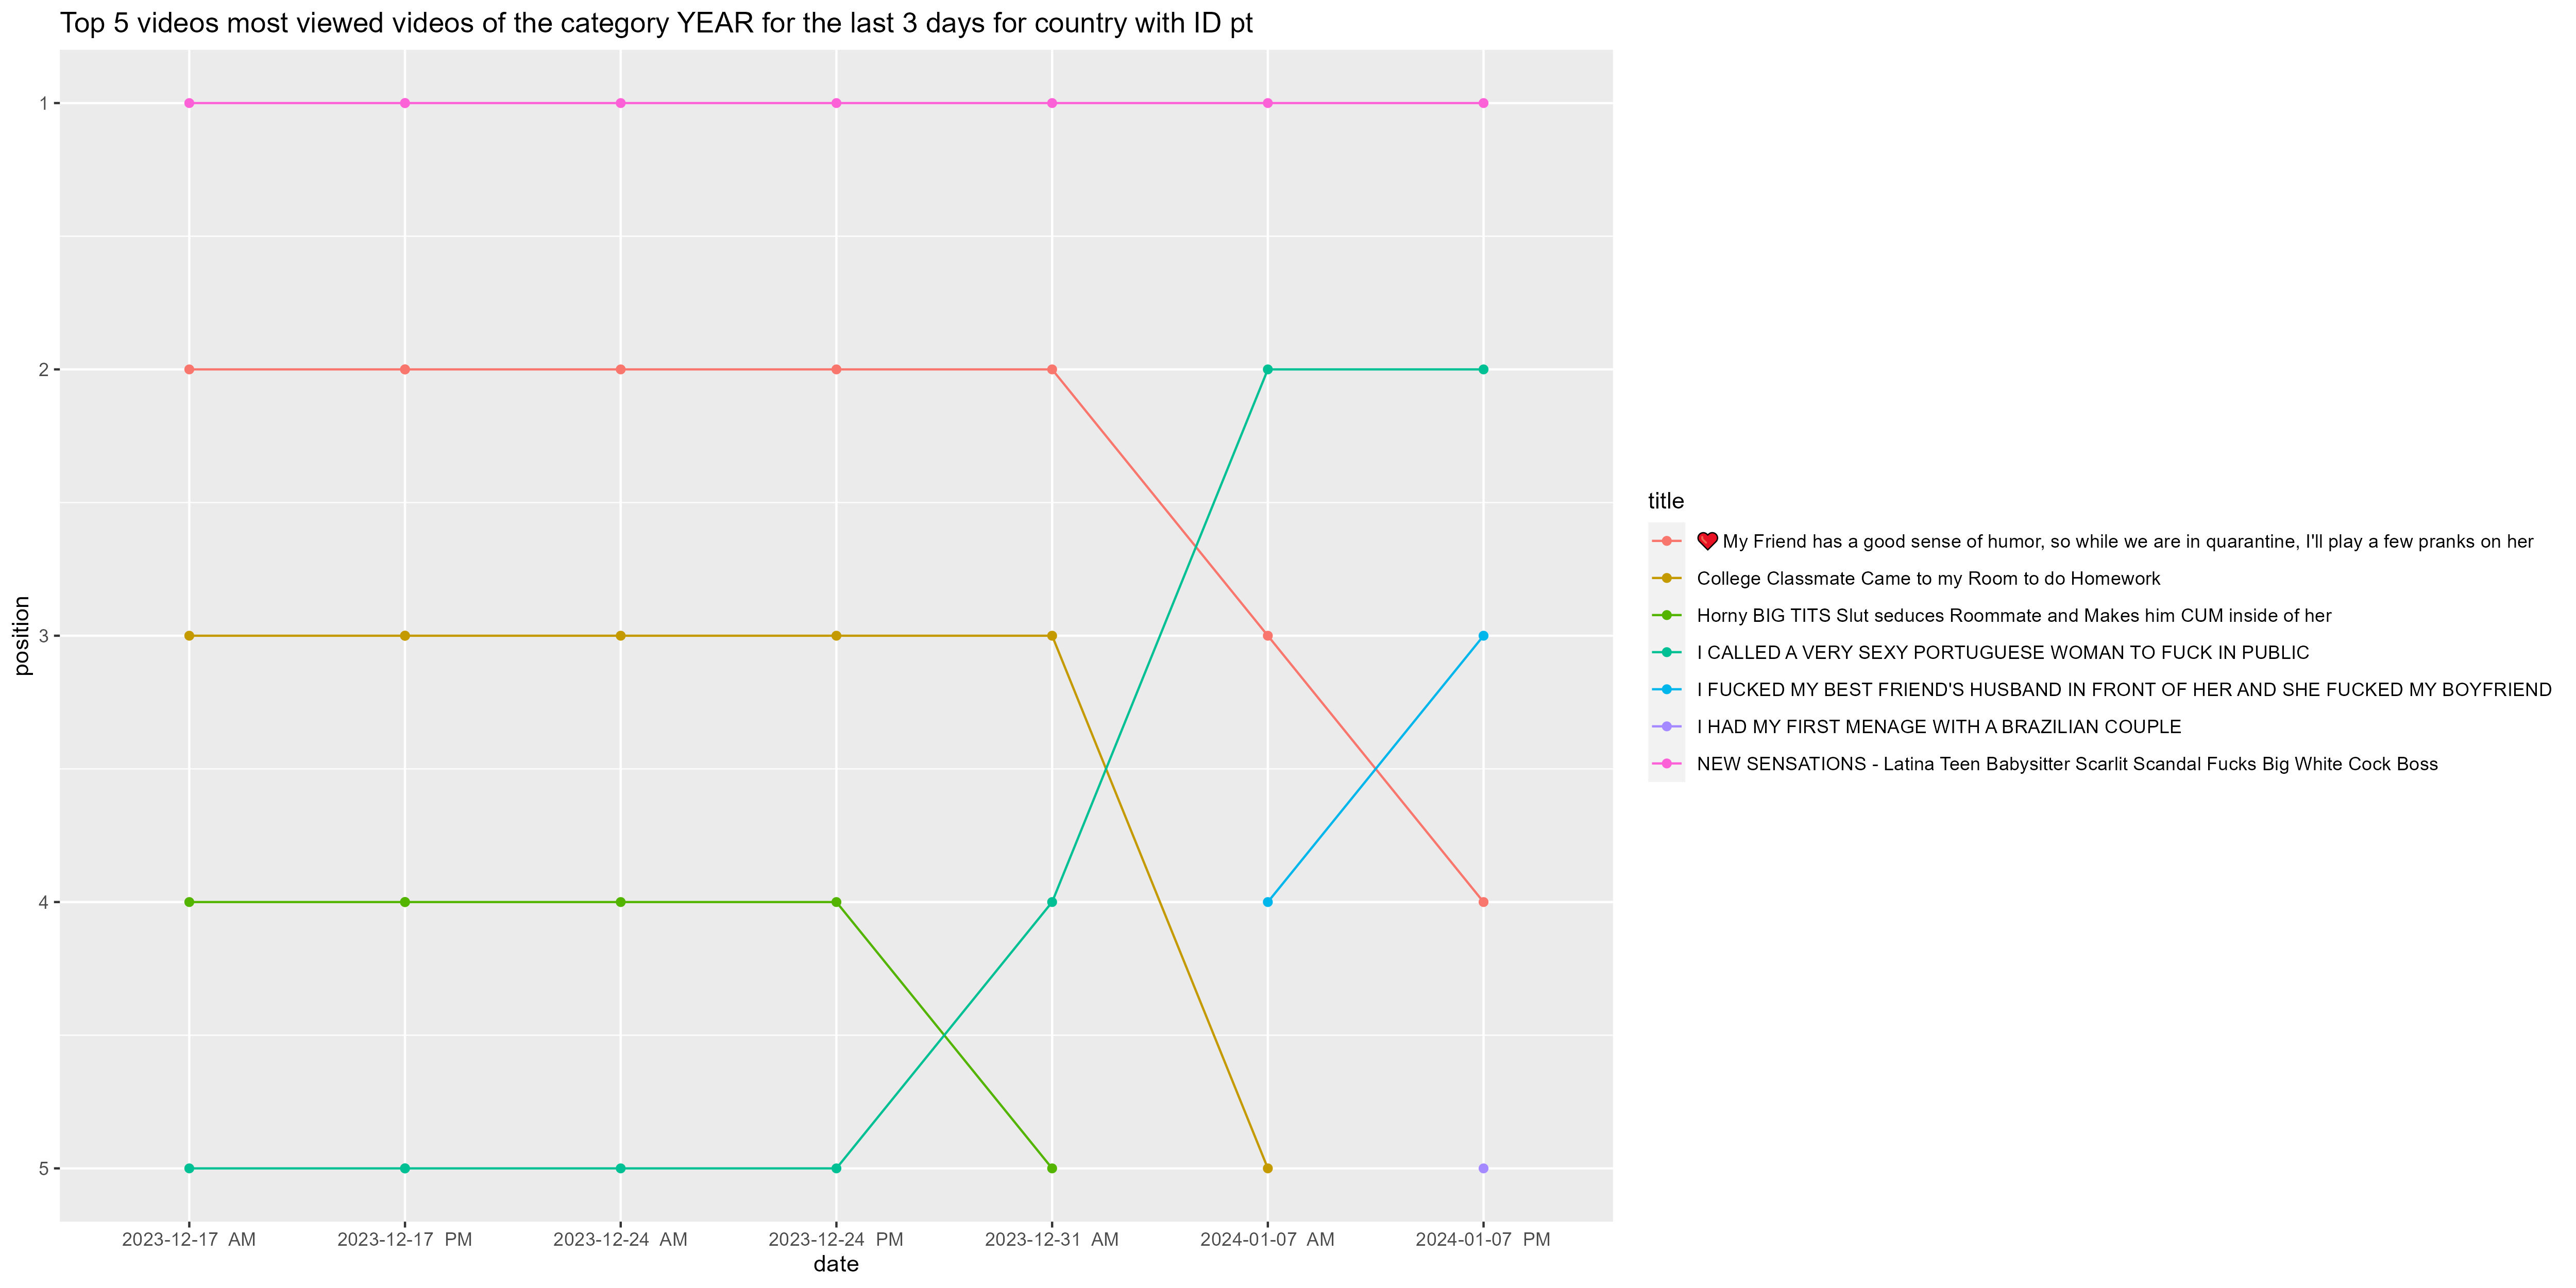 Top 5 videos most viewed videos of the category YEAR for the last 3 days for country with ID pt
position
1
2
3
4
5
2023-12-17 AM
2023-12-17 PM
2023-12-24 AM
2023-12-24 PM
2023-12-31 AM
2024-01-07 AM
2024-01-07 PM
date
title
❤️ My Friend has a good sense of humor, so while we are in quarantine, I'll play a few pranks on her
College Classmate Came to my Room to do Homework
Horny BIG TITS Slut seduces Roommate and Makes him CUM inside of her
I CALLED A VERY SEXY PORTUGUESE WOMAN TO FUCK IN PUBLIC
I FUCKED MY BEST FRIEND'S HUSBAND IN FRONT OF HER AND SHE FUCKED MY BOYFRIEND
I HAD MY FIRST MENAGE WITH A BRAZILIAN COUPLE
NEW SENSATIONS - Latina Teen Babysitter Scarlit Scandal Fucks Big White Cock Boss